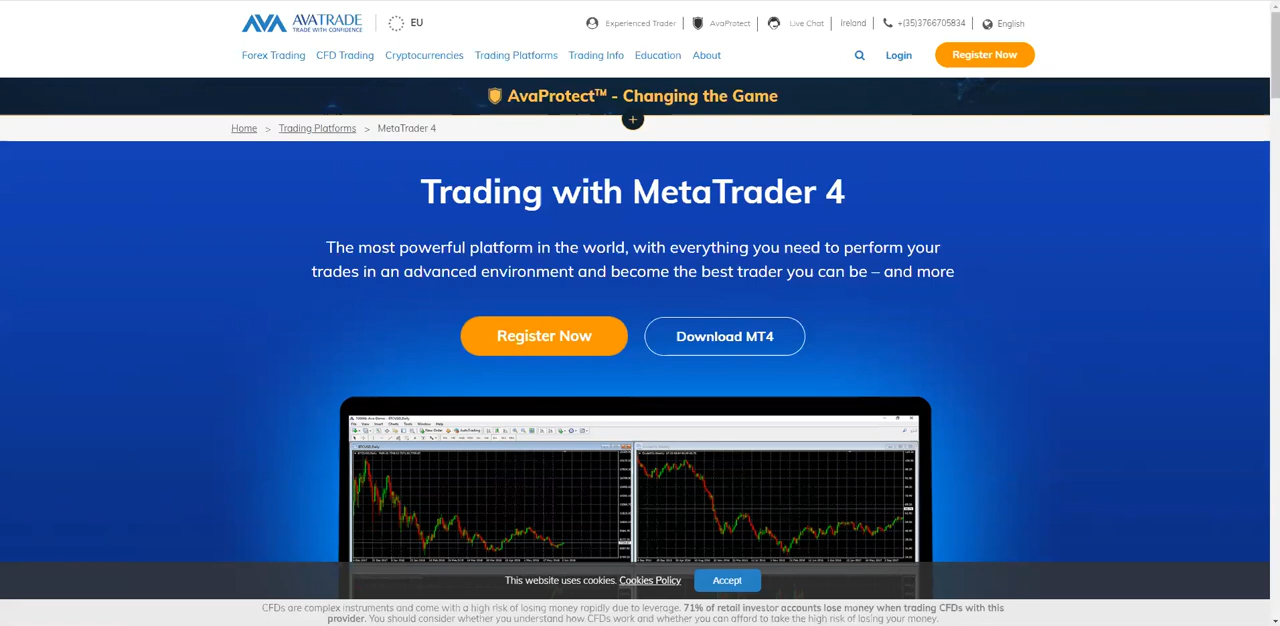 AVATRADE
TRADE WITH CONFIDENCE
EU
Experienced Trader
AvaProtect
Live Chat
Ireland
+(35)3766705834
English
Forex Trading
CFD Trading
Cryptocurrencies
Trading Platforms
Trading Info
Education
About
Login
Register Now
AvaProtect™ - Changing the Game
+
Home > Trading Platforms > MetaTrader 4
Trading with MetaTrader 4
The most powerful platform in the world, with everything you need to perform your
trades in an advanced environment and become the best trader you can be – and more
Register Now
Download MT4
This website uses cookies. Cookies Policy
Accept
CFDs are complex instruments and come with a high risk of losing money rapidly due to leverage. 71% of retail investor accounts lose money when trading CFDs with this
provider. You should consider whether you understand how CFDs work and whether you can afford to take the high risk of losing your money.